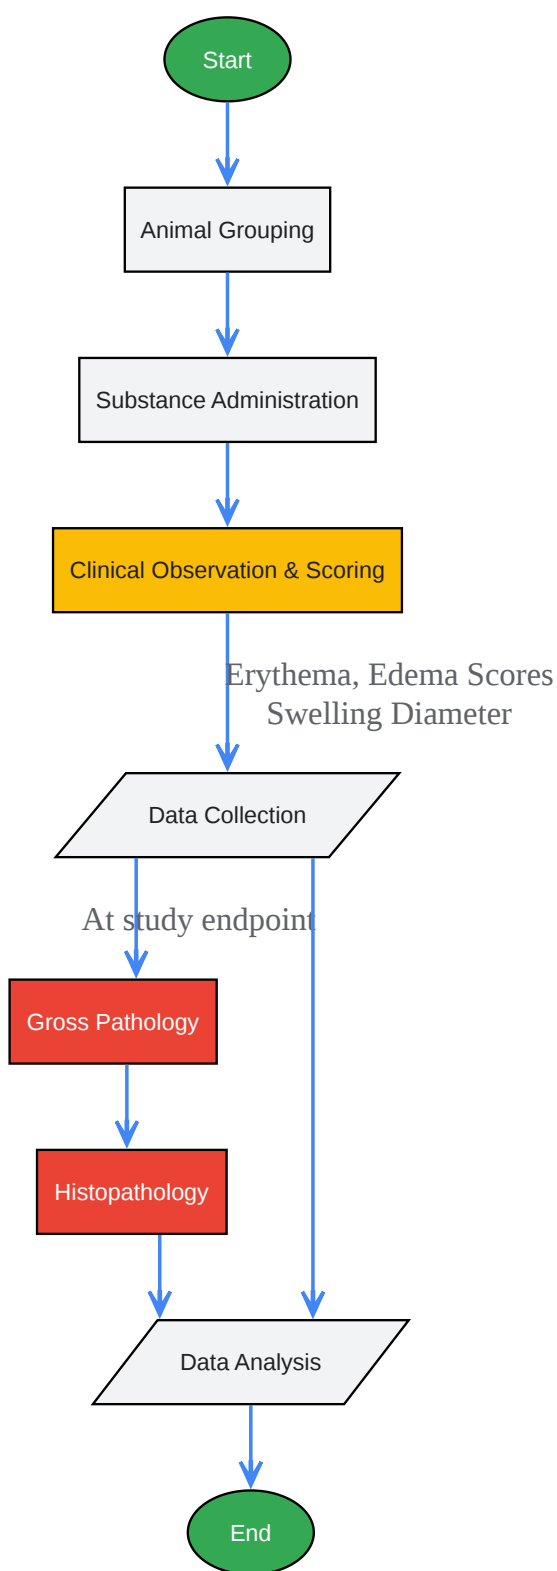 Start
Animal Grouping
Substance Administration
Clinical Observation & Scoring
Erythema, Edema Scores
Swelling Diameter
Data Collection
At study endpoint
Gross Pathology
Histopathology
Data Analysis
End